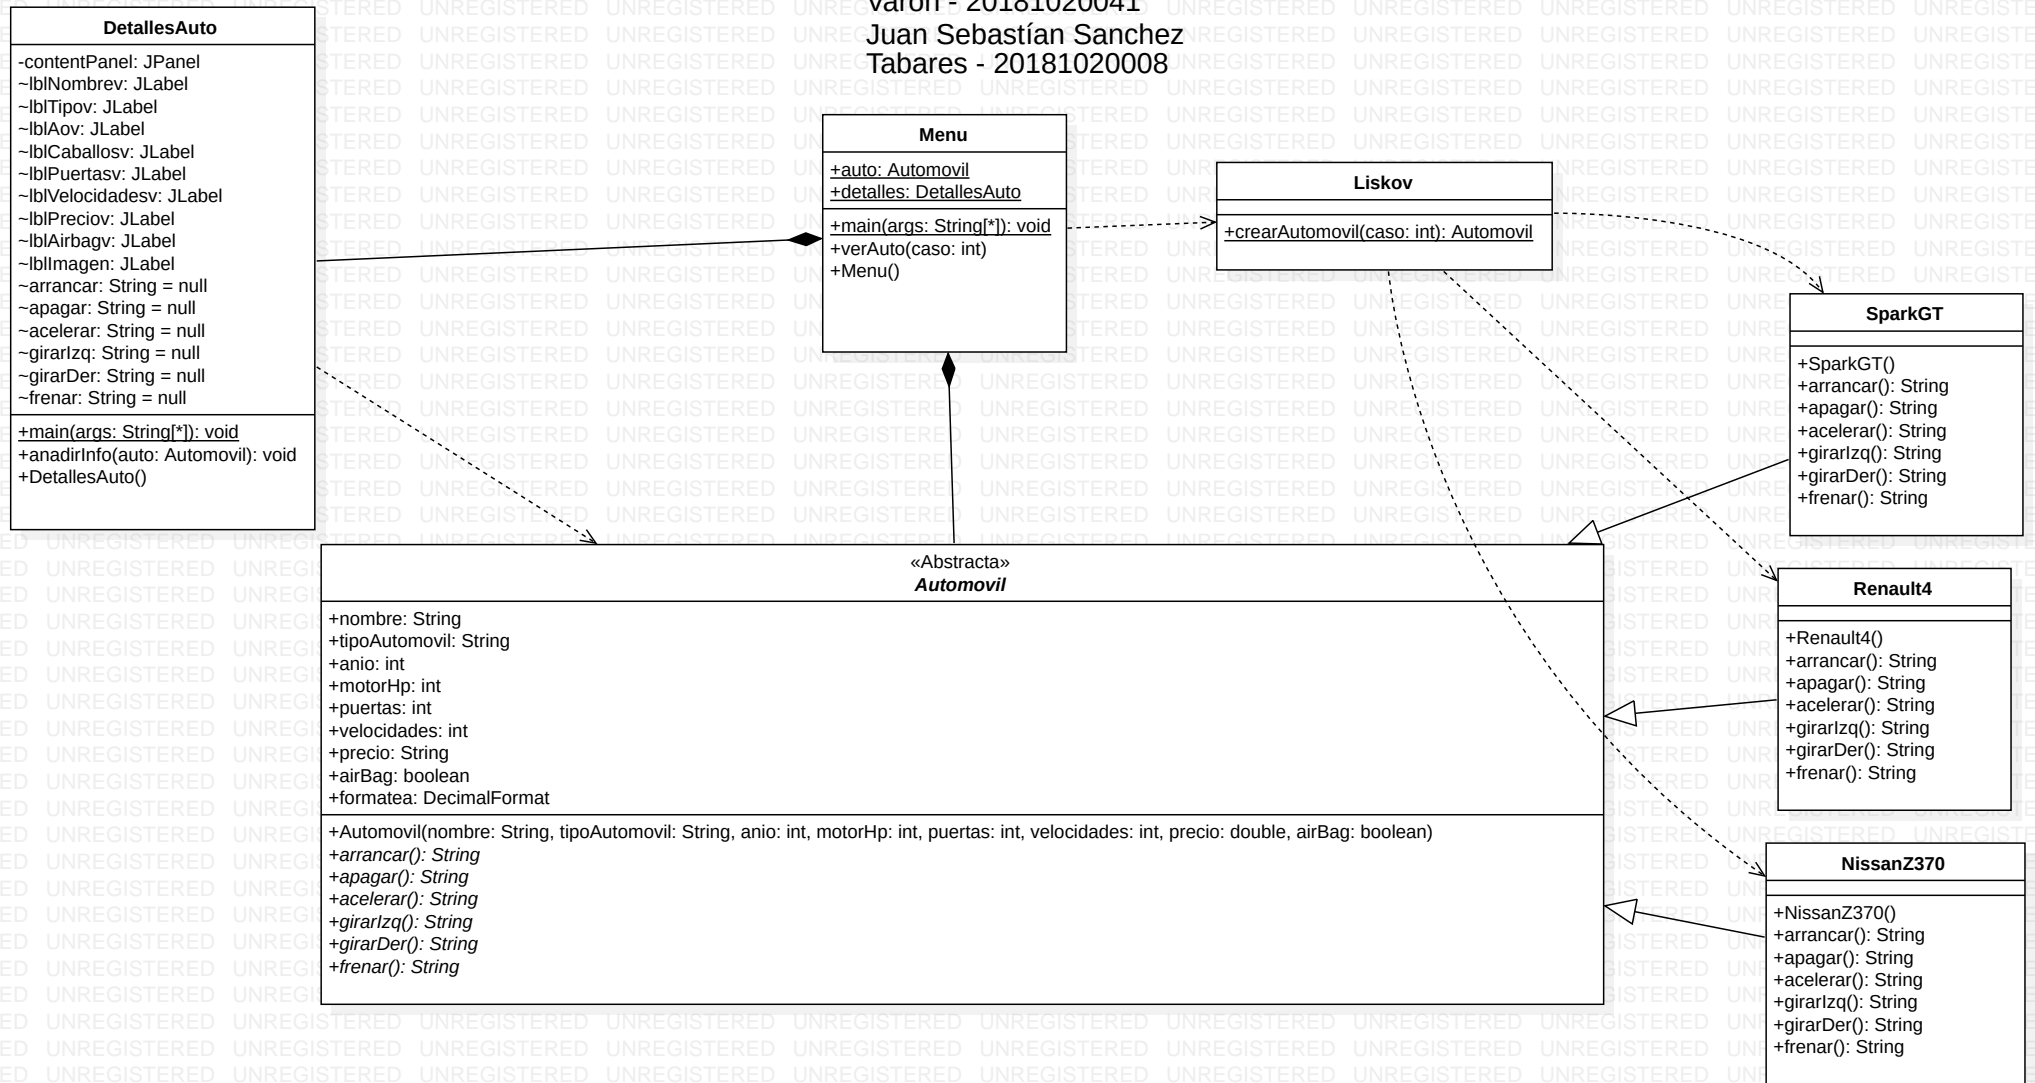 Varon - 20181020041
Juan Sebastían Sanchez
Tabares - 20181020008
DetallesAuto
-contentPanel: JPanel
~lblNombrev: JLabel
~lblTipov: JLabel
~lblAov: JLabel
~lblCaballosv: JLabel
~lblPuertasv: JLabel
~lblVelocidadesv: JLabel
~lblPreciov: JLabel
~lblAirbagv: JLabel
~lblImagen: JLabel
~arrancar: String = null
~apagar: String = null
~acelerar: String = null
~girarIzq: String = null
~girarDer: String = null
~frenar: String = null
+main(args: String[*]): void
+anadirInfo(auto: Automovil): void
+DetallesAuto()
Menu
+auto: Automovil
+detalles: DetallesAuto
+main(args: String[*]): void
+verAuto(caso: int)
+Menu()
Liskov
+crearAutomovil(caso: int): Automovil
SparkGT
+SparkGT()
+arrancar(): String
+apagar(): String
+acelerar(): String
+girarIzq(): String
+girarDer(): String
+frenar(): String
«Abstracta»
Automovil
+nombre: String
+tipoAutomovil: String
+anio: int
+motorHp: int
+puertas: int
+velocidades: int
+precio: String
+airBag: boolean
+formatea: DecimalFormat
+Automovil(nombre: String, tipoAutomovil: String, anio: int, motorHp: int, puertas: int, velocidades: int, precio: double, airBag: boolean)
+arrancar(): String
+apagar(): String
+acelerar(): String
+girarIzq(): String
+girarDer(): String
+frenar(): String
Renault4
+Renault4()
+arrancar(): String
+apagar(): String
+acelerar(): String
+girarIzq(): String
+girarDer(): String
+frenar(): String
NissanZ370
+NissanZ370()
+arrancar(): String
+apagar(): String
+acelerar(): String
+girarIzq(): String
+girarDer(): String
+frenar(): String